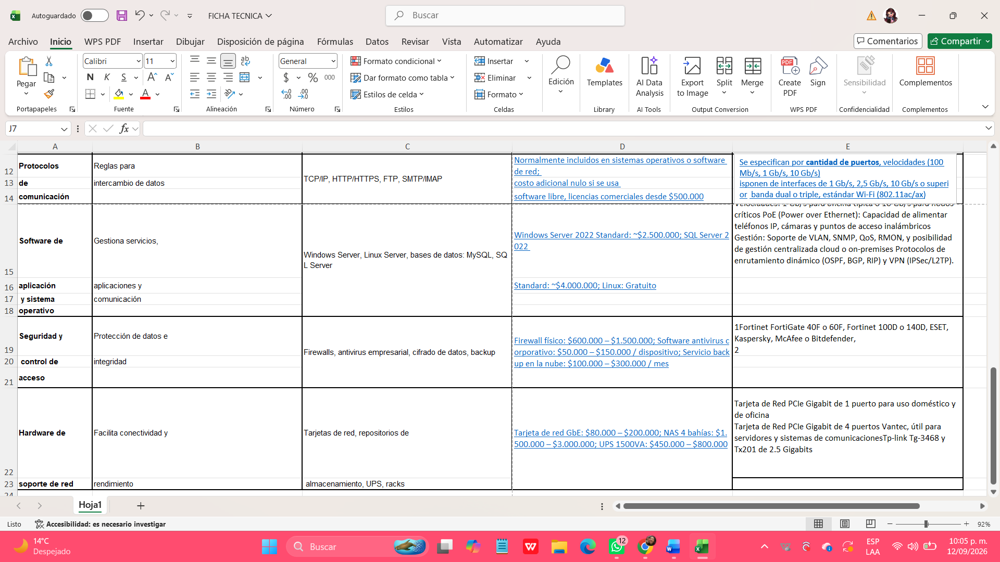 Autoguardado
FICHA TECNICA
Buscar
Archivo
Inicio
WPS PDF
Insertar
Dibujar
Disposición de página
Fórmulas
Datos
Revisar
Vista
Automatizar
Ayuda
Comentarios
Compartir
Pegar
Portapapeles
Calibri
11
N K S
Fuente
Alineación
General
$ % 000
Número
Formato condicional
Dar formato como tabla
Estilos de celda
Estilos
Insertar
Eliminar
Formato
Celdas
Edición
Templates
Library
AI Data
Analysis
AI Tools
Export
to Image
Split
Merge
Output Conversion
Create
PDF
Sign
WPS PDF
Sensibilidad
Confidencialidad
Complementos
Complementos
J7
fx
A B C D E
12
Protocolos
Reglas para
TCP/IP, HTTP/HTTPS, FTP, SMTP/IMAP
Normalmente incluidos en sistemas operativos o software
de red;
Se especifican por cantidad de puertos, velocidades (100
Mb/s, 1 Gb/s, 10 Gb/s)
isponen de interfaces de 1 Gb/s, 2,5 Gb/s, 10 Gb/s o superi
or banda dual o triple, estándar Wi-Fi (802.11ac/ax)
13
de
intercambio de datos
costo adicional nulo si se usa
14
comunicación
software libre, licencias comerciales desde $500.000
15
Software de
Gestiona servicios,
Windows Server, Linux Server, bases de datos: MySQL, SQ
L Server
Windows Server 2022 Standard: ~$2.500.000; SQL Server 2
022
críticos PoE (Power over Ethernet): Capacidad de alimentar
teléfonos IP, cámaras y puntos de acceso inalámbricos
Gestión: Soporte de VLAN, SNMP, QoS, RMON, y posibilidad
de gestión centralizada cloud o on-premises Protocolos de
enrutamiento dinámico (OSPF, BGP, RIP) y VPN (IPSec/L2TP).
16
aplicación
aplicaciones y
Standard: ~$4.000.000; Linux: Gratuito
17
y sistema
comunicación
18
operativo
19
Seguridad y
Protección de datos e
Firewalls, antivirus empresarial, cifrado de datos, backup
Firewall físico: $600.000 – $1.500.000; Software antivirus c
orporativo: $50.000 – $150.000 / dispositivo; Servicio back
up en la nube: $100.000 – $300.000 / mes
1Fortinet FortiGate 40F o 60F, Fortinet 100D o 140D, ESET,
Kaspersky, McAfee o Bitdefender,
2
20
control de
integridad
21
acceso
22
Hardware de
Facilita conectividad y
Tarjetas de red, repositorios de
Tarjeta de red GbE: $80.000 – $200.000; NAS 4 bahías: $1.
500.000 – $3.000.000; UPS 1500VA: $450.000 – $800.000
Tarjeta de Red PCIe Gigabit de 1 puerto para uso doméstico y
de oficina
Tarjeta de Red PCIe Gigabit de 4 puertos Vantec, útil para
servidores y sistemas de comunicacionesTp-link Tg-3468 y
Tx201 de 2.5 Gigabits
23
soporte de red
rendimiento
almacenamiento, UPS, racks
24
Hoja1
Listo
Accesibilidad: es necesario investigar
92%
14°C
Despejado
Buscar
12
ESP
LAA
10:05 p. m.
12/09/2026